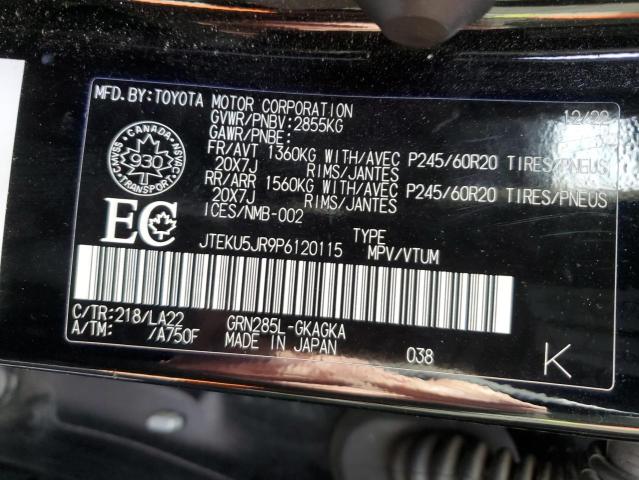 MFD.BY:TOYOTA MOTOR CORPORATION 12/22
GVWR/PNBV:2855KG
GAWR/PNBE:
FR/AVT 1360KG WITH/AVEC P245/60R20 TIRES/PNEUS
20X7J RIMS/JANTES
RR/ARR 1560KG WITH/AVEC P245/60R20 TIRES/PNEUS
20X7J RIMS/JANTES
ICES/NMB-002
CANADA
CMVSS
930
NSVAC
TRANSPORT
EC
JTEKU5JR9P6120115
TYPE
MPV/VTUM
C/TR:218/LA22 GRN285L-GKAGKA
A/TM: /A750F MADE IN JAPAN 038 K